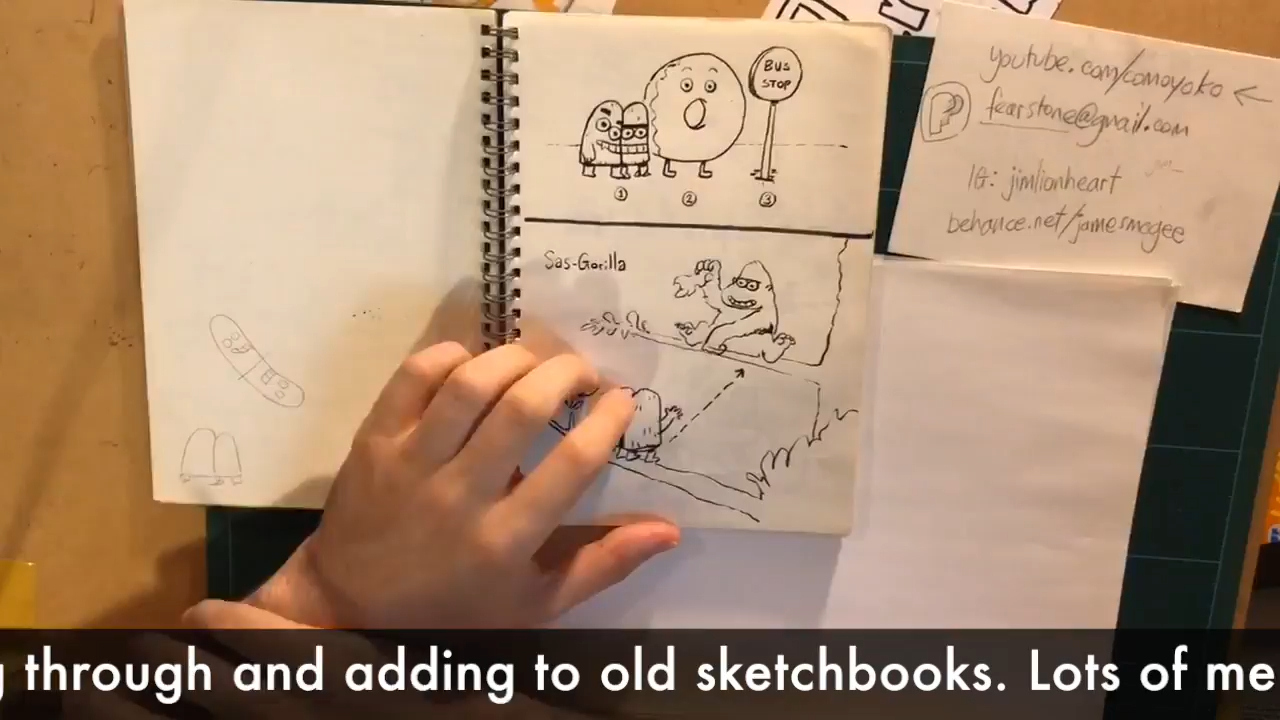 BUS
STOP
① ② ③
Sas-Gorilla
youtube.com/comoyoko ←
P fearstone@gmail.com
IG: jimlionheart
behance.net/jamesmcgee
through and adding to old sketchbooks. Lots of me